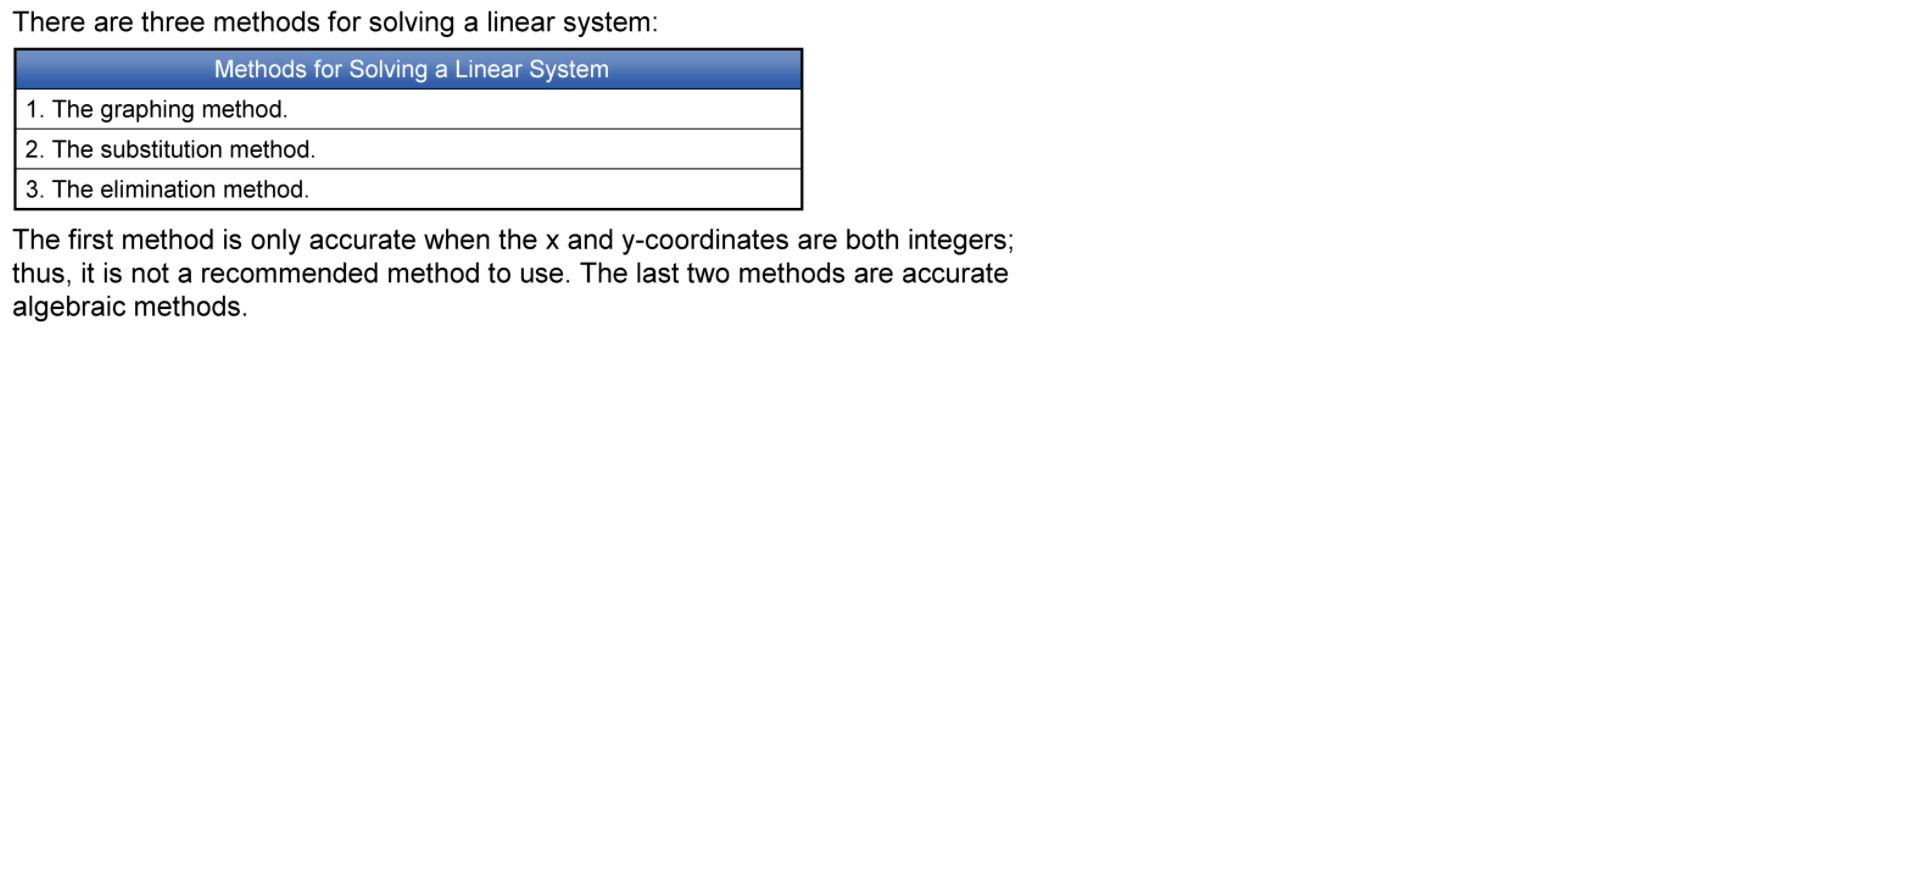 There are three methods for solving a linear system:
Methods for Solving a Linear System
1. The graphing method.
2. The substitution method.
3. The elimination method.
The first method is only accurate when the x and y-coordinates are both integers;
thus, it is not a recommended method to use. The last two methods are accurate
algebraic methods.